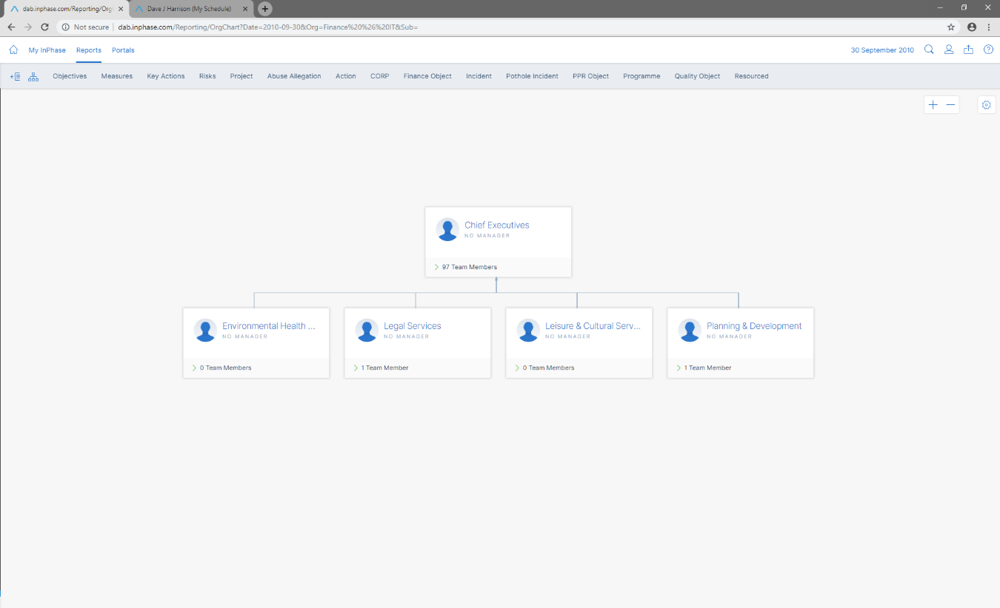 dab.inphase.com/Reporting/Org
Dave J Harrison (My Schedule)
Not secure | dab.inphase.com/Reporting/OrgChart?Date=2010-09-30&Org=Finance%20%26%20IT&Sub=
My InPhase Reports Portals 30 September 2010
Objectives Measures Key Actions Risks Project Abuse Allegation Action CORP Finance Object Incident Pothole Incident PPR Object Programme Quality Object Resourced
Chief Executives
NO MANAGER
97 Team Members
Environmental Health ...
NO MANAGER
0 Team Members
Legal Services
NO MANAGER
1 Team Member
Leisure & Cultural Serv...
NO MANAGER
0 Team Members
Planning & Development
NO MANAGER
1 Team Member